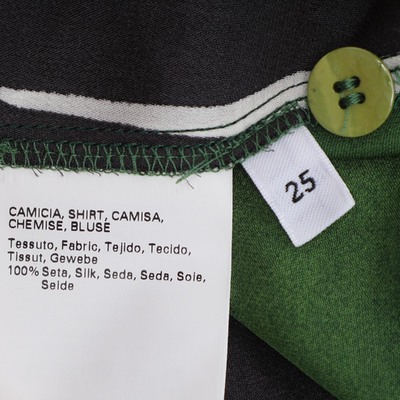 CAMICIA, SHIRT, CAMISA,
CHEMISE, BLUSE
Tessuto, Fabric, Tejido, Tecido,
Tissut, Gewebe
100% Seta, Silk, Seda, Seda, Soie,
Seide
25